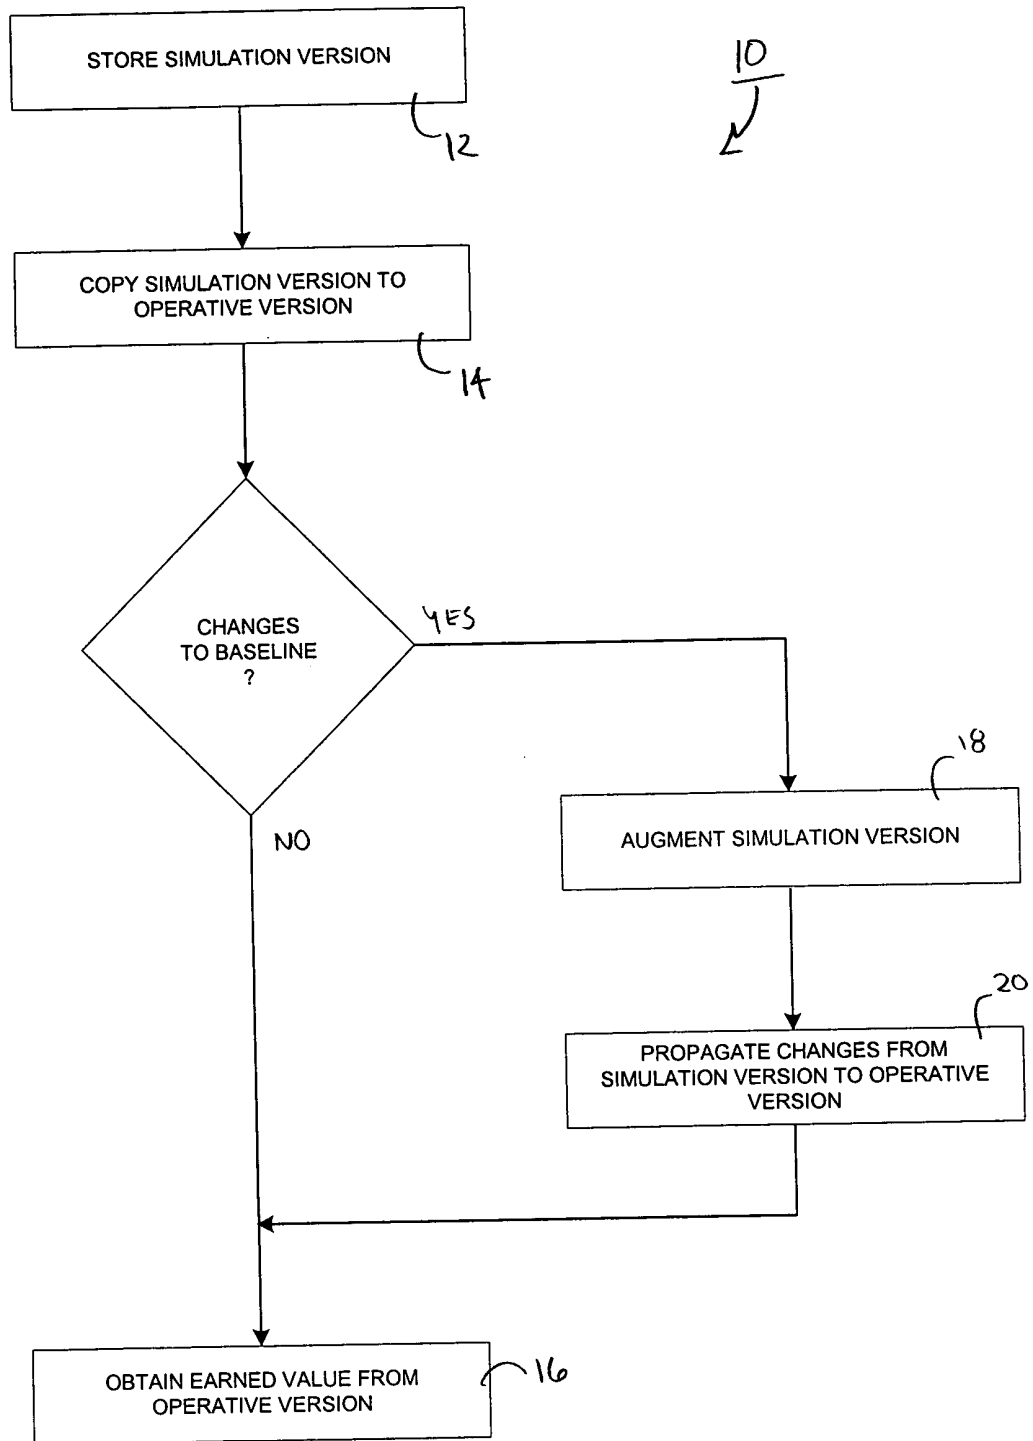 STORE SIMULATION VERSION
10
12
COPY SIMULATION VERSION TO
OPERATIVE VERSION
14
CHANGES
TO BASELINE
?
YES
NO
18
AUGMENT SIMULATION VERSION
20
PROPAGATE CHANGES FROM
SIMULATION VERSION TO OPERATIVE
VERSION
OBTAIN EARNED VALUE FROM
OPERATIVE VERSION
16